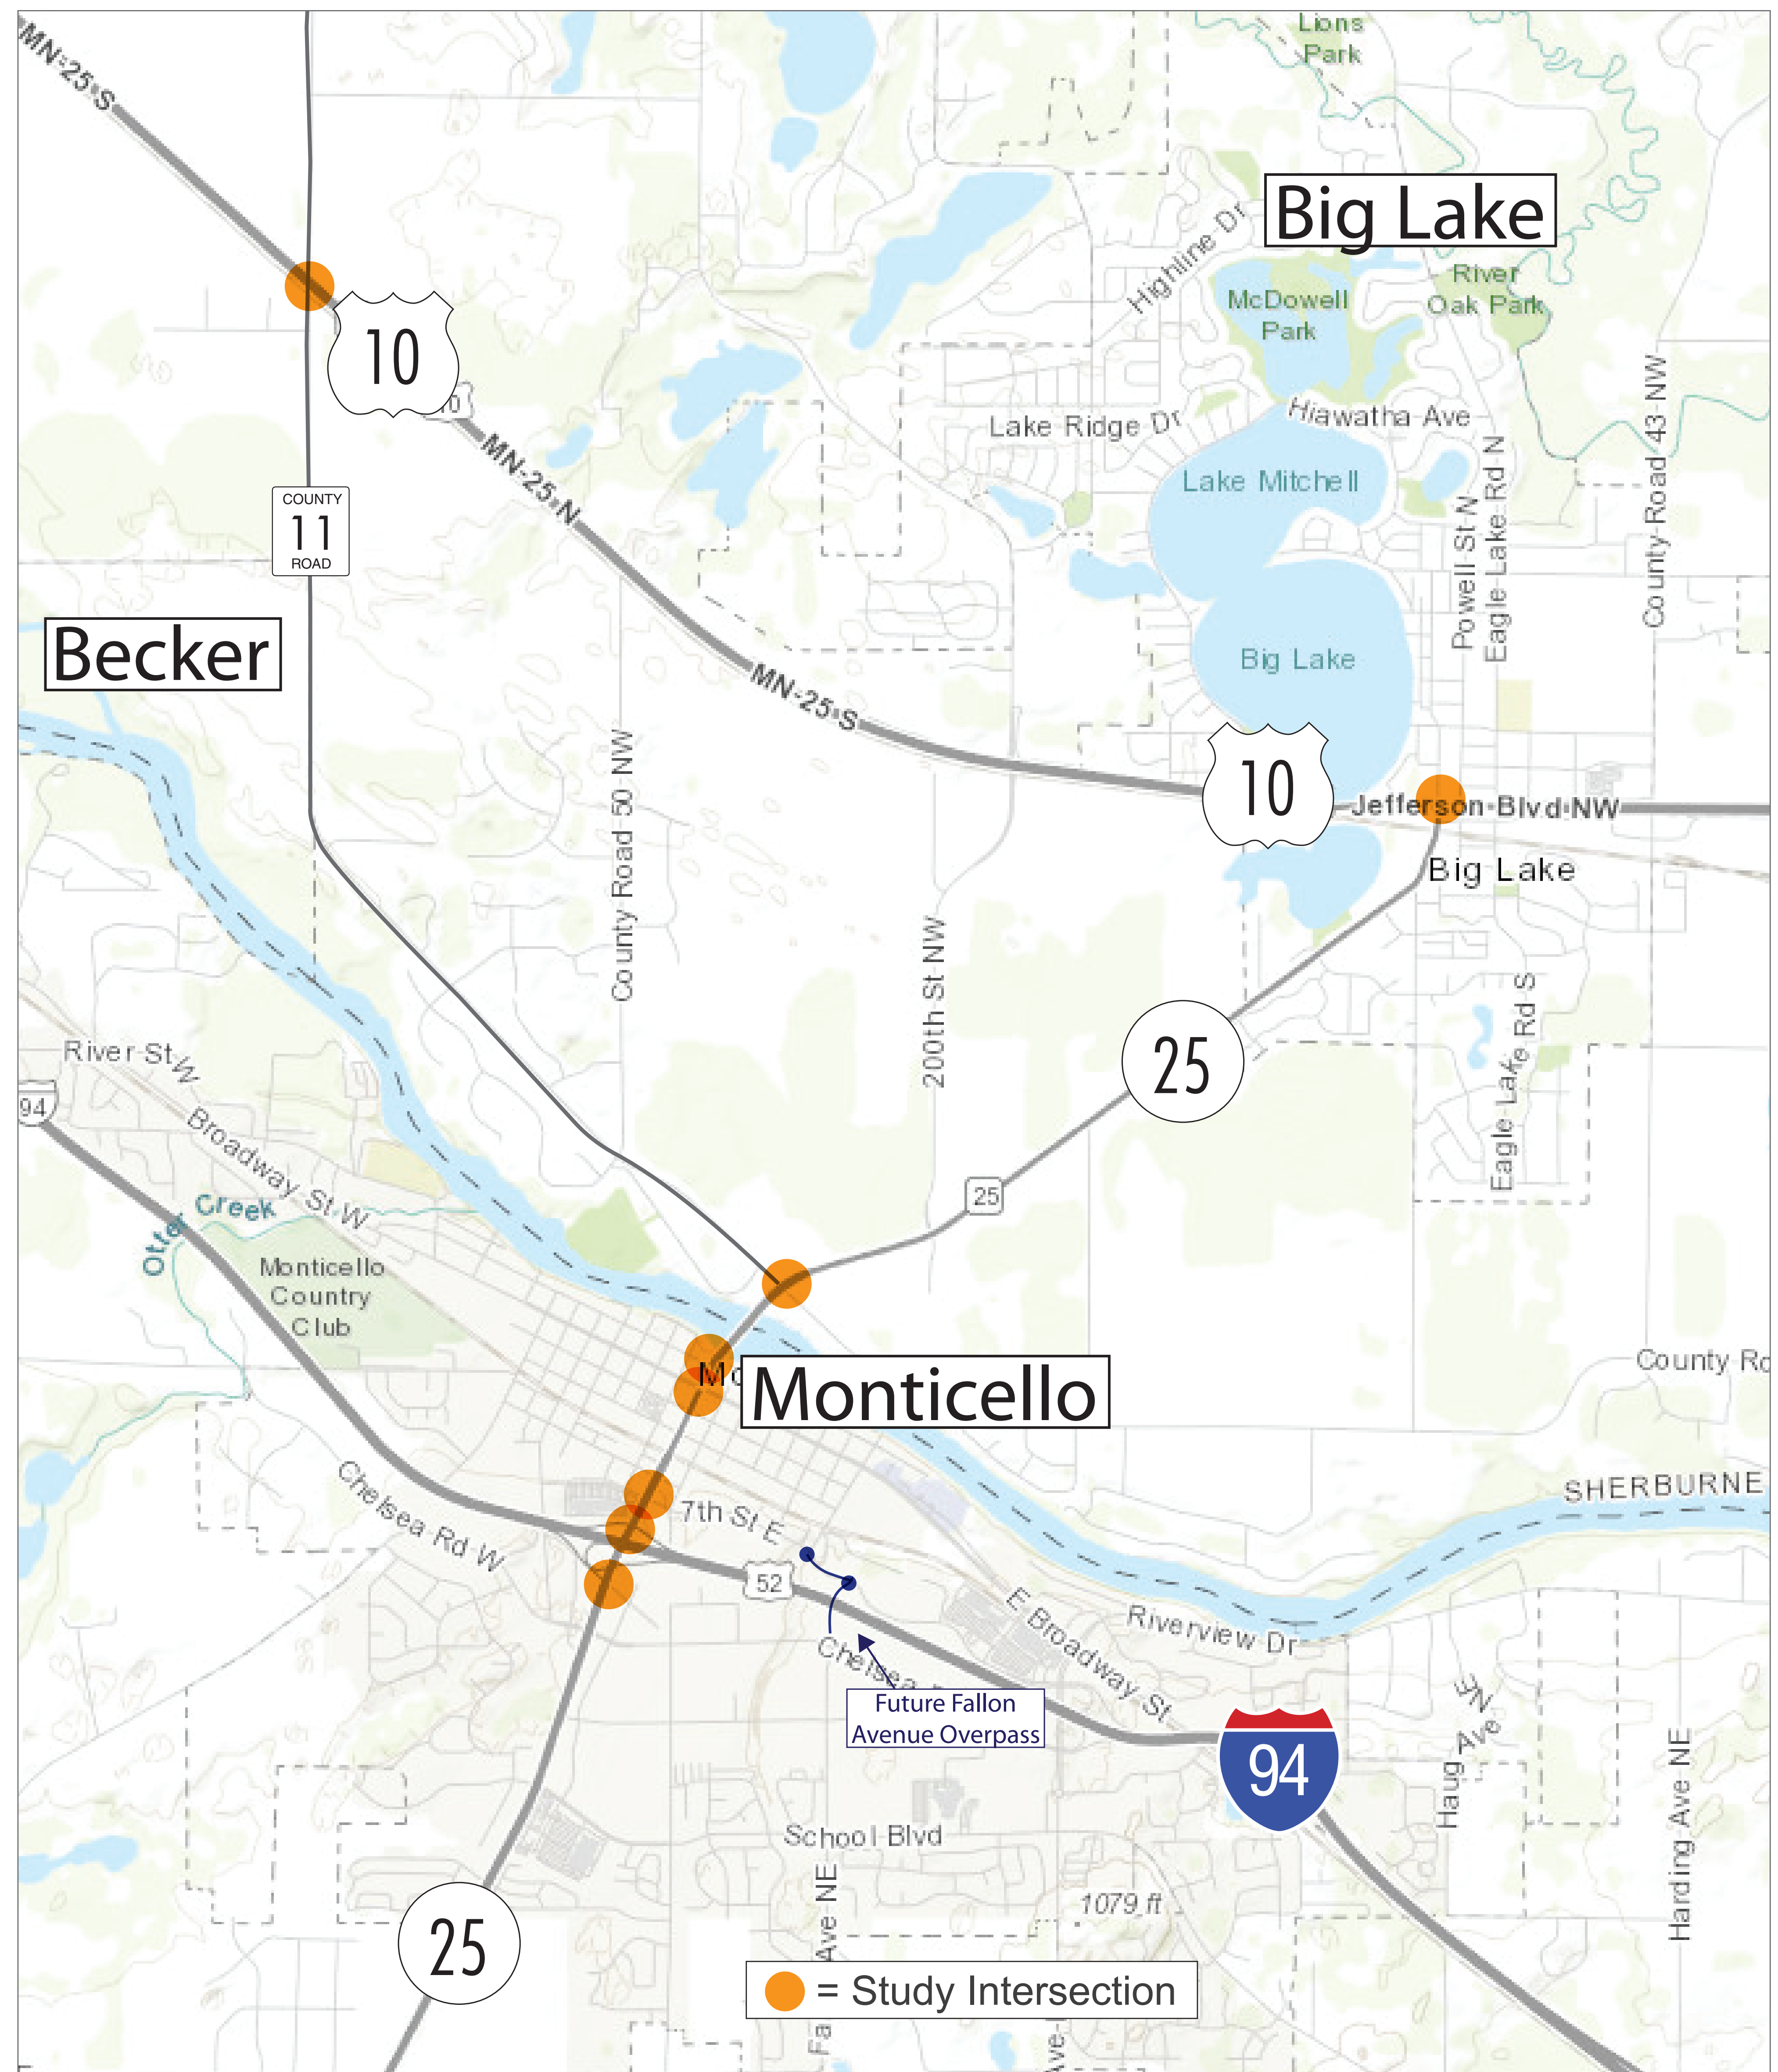 MN-25-S
Lions
Park
Big Lake
Highline Dr
McDowell
Park
River
Oak Park
10
MN-25-N
Lake Ridge Dr
Hiawatha Ave
County-Road-43-NW
Lake Mitchell
Powell-St-N
Eagle-Lake-Rd-N
COUNTY
11
ROAD
Becker
Big Lake
MN-25-S
County-Road-50-NW
10
Jefferson-Blvd-NW
Big Lake
200th-St-NW
25
Eagle Lake Rd S
River-St-W
94
Broadway St-W
25
Otter Creek
Monticello
Country
Club
Monticello
County Rd
Chelsea Rd W
SHERBURNE
7th St E
52
E Broadway St
Riverview Dr
Chelsea
Future Fallon
Avenue Overpass
94
Haug Ave NE
Harding Ave NE
School Blvd
1079 ft
Ave NE
25
= Study Intersection